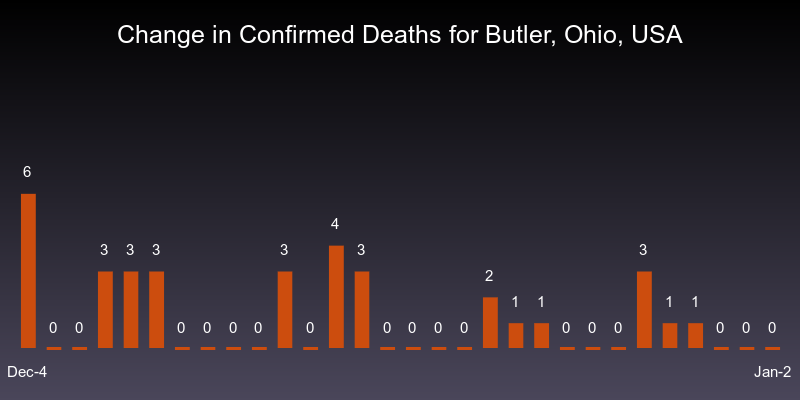 Change in Confirmed Deaths for Butler, Ohio, USA
6 0 0 3 3 3 0 0 0 0 3 0 4 3 0 0 0 0 2 1 1 0 0 0 3 1 1 0 0 0
Dec-4 Jan-2